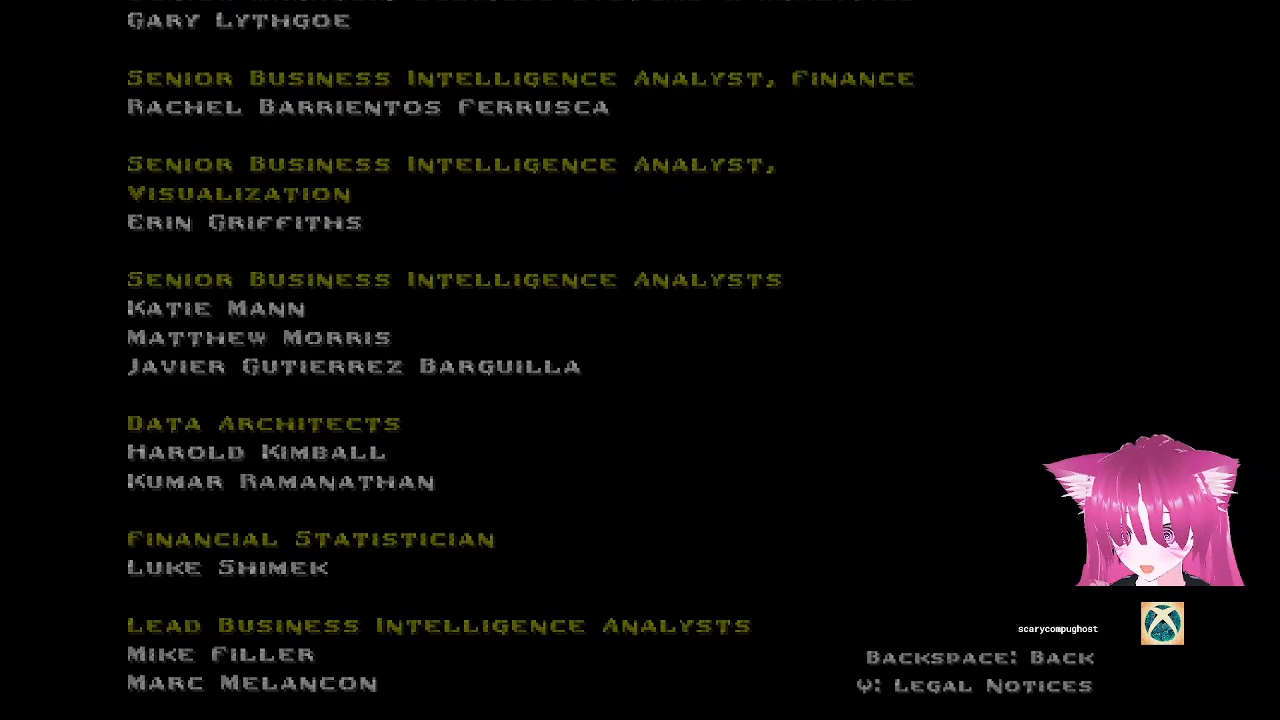 Gary Lythgoe
Senior Business Intelligence Analyst, Finance
Rachel Barrientos Ferrusca
Senior Business Intelligence Analyst,
Visualization
Erin Griffiths
Senior Business Intelligence Analysts
Katie Mann
Matthew Morris
Javier Gutierrez Barguilla
Data Architects
Harold Kimball
Kumar Ramanathan
Financial Statistician
Luke Shimek
Lead Business Intelligence Analysts
Mike Filler
Marc Melancon
scarycompughost
Backspace: Back
Y: Legal Notices